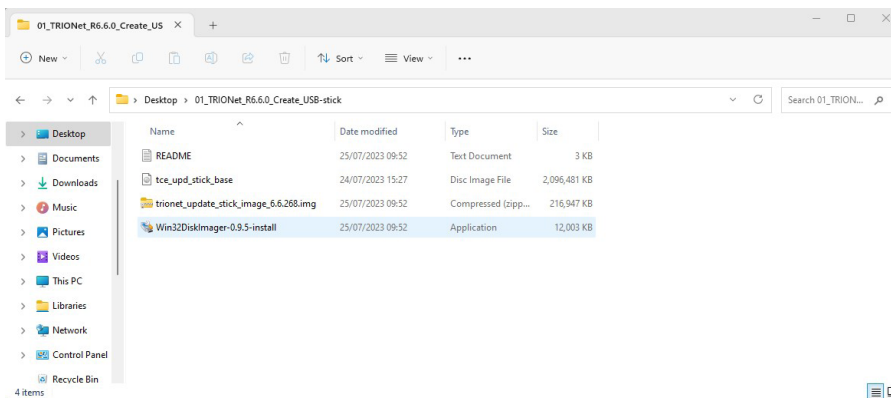 01_TRIONet_R6.6.0_Create_US
New
Sort
View
Desktop > 01_TRIONet_R6.6.0_Create_USB-stick
Search 01_TRION...
Desktop
Documents
Downloads
Music
Pictures
Videos
This PC
Libraries
Network
Control Panel
Recycle Bin
Name Date modified Type Size
README 25/07/2023 09:52 Text Document 3 KB
tce_upd_stick_base 24/07/2023 15:27 Disc Image File 2,096,481 KB
trionet_update_stick_image_6.6.268.img 25/07/2023 09:52 Compressed (zipp... 216,947 KB
Win32DiskImager-0.9.5-install 25/07/2023 09:52 Application 12,003 KB
4 items